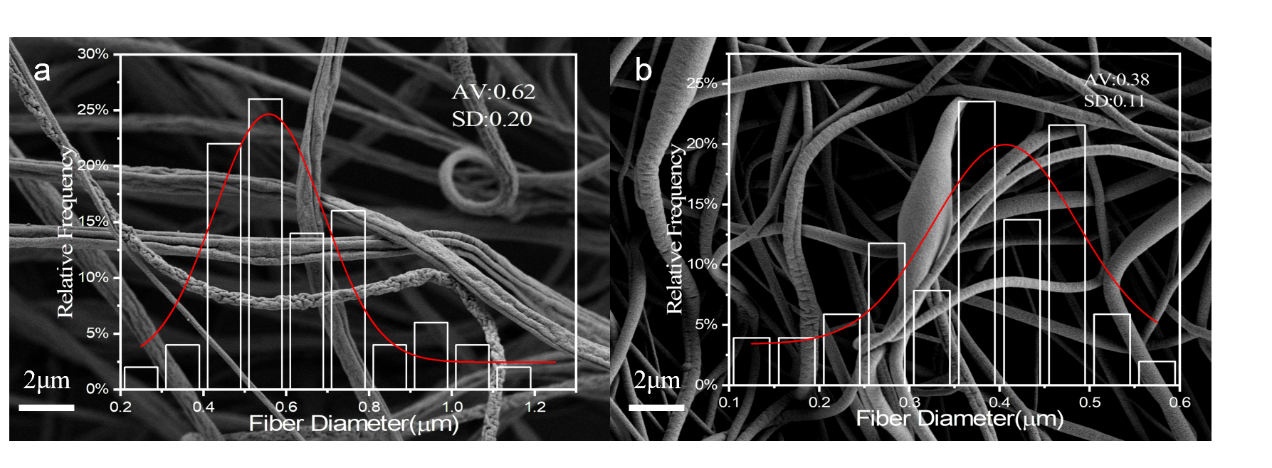 a
30%
25%
20%
15%
10%
5%
0%
Relative Frequency
AV:0.62
SD:0.20
2μm
0.2 0.4 0.6 0.8 1.0 1.2
Fiber Diameter(μm)
b
25%
20%
15%
10%
5%
0%
Relative Frequency
AV:0.38
SD:0.11
2μm
0.1 0.2 0.3 0.4 0.5 0.6
Fiber Diameter(μm)